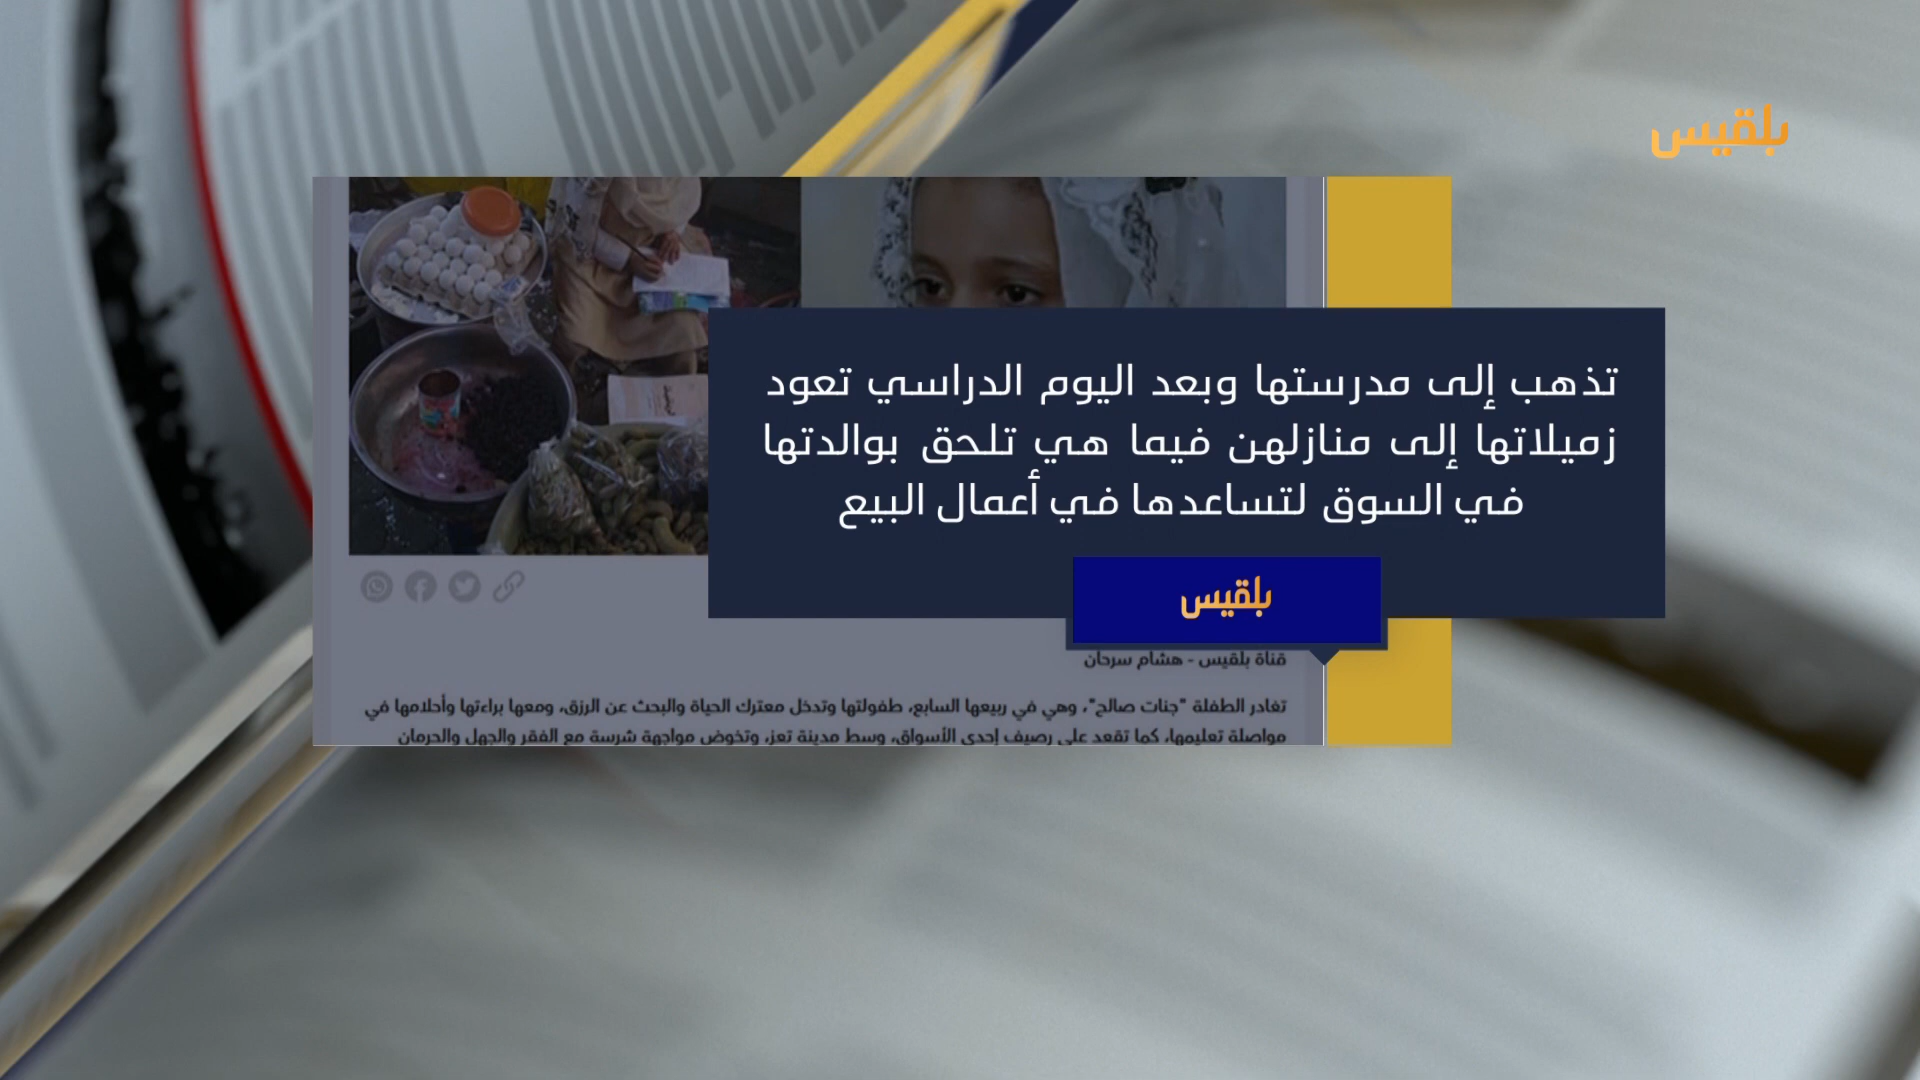 بلقيس
تذهب إلى مدرستها وبعد اليوم الدراسي تعود
زميلاتها إلى منازلهن فيما هي تلحق بوالدتها
في السوق لتساعدها في أعمال البيع
بلقيس
قناة بلقيس - هشام سرحان
تغادر الطفلة "جنات صالح"، وهي في ربيعها السابع، طفولتها وتدخل معترك الحياة والبحث عن الرزق، ومعها براءتها وأحلامها في
مواصلة تعليمها، كما تقعد على رصيف إحدى الأسواق، وسط مدينة تعز، وتخوض مواجهة شرسة مع الفقر والجهل والحرمان